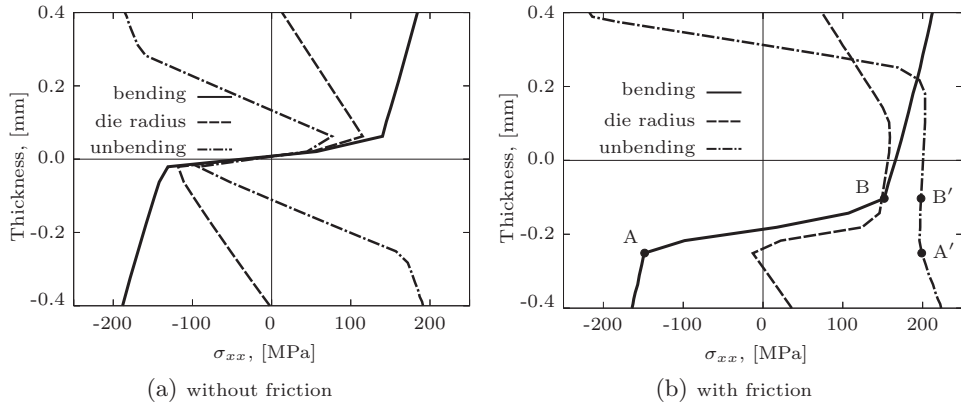 0.4
0.2
0.0
-0.2
-0.4
Thickness, [mm]
bending
die radius
unbending
-200 -100 0 100 200
σxx, [MPa]
(a) without friction
0.4
0.2
0.0
-0.2
-0.4
Thickness, [mm]
bending
die radius
unbending
A
B
B′
A′
-200 -100 0 100 200
σxx, [MPa]
(b) with friction